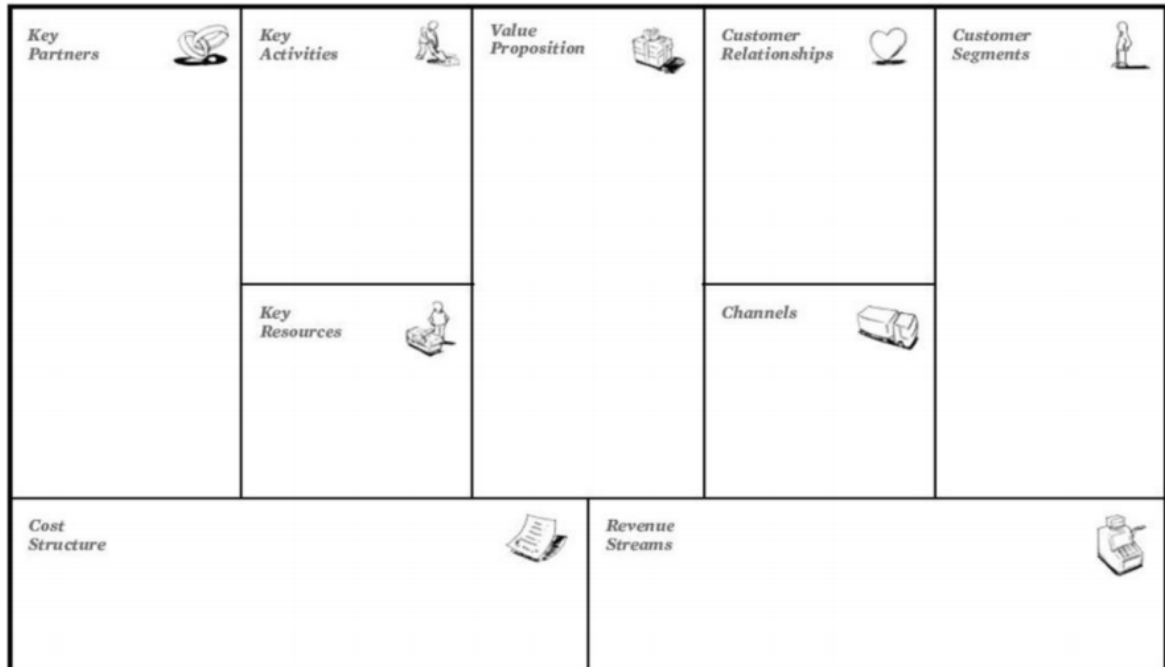 Key
Partners
Key
Activities
Value
Proposition
Customer
Relationships
Customer
Segments
Key
Resources
Channels
Cost
Structure
Revenue
Streams